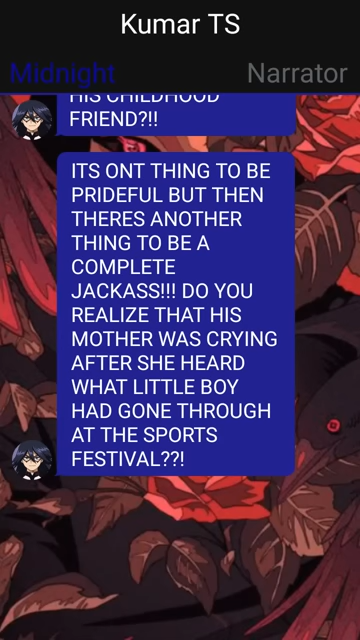 Kumar TS
Midnight
Narrator
HIS CHILDHOOD
FRIEND?!!
ITS ONT THING TO BE
PRIDEFUL BUT THEN
THERES ANOTHER
THING TO BE A
COMPLETE
JACKASS!!! DO YOU
REALIZE THAT HIS
MOTHER WAS CRYING
AFTER SHE HEARD
WHAT LITTLE BOY
HAD GONE THROUGH
AT THE SPORTS
FESTIVAL??!